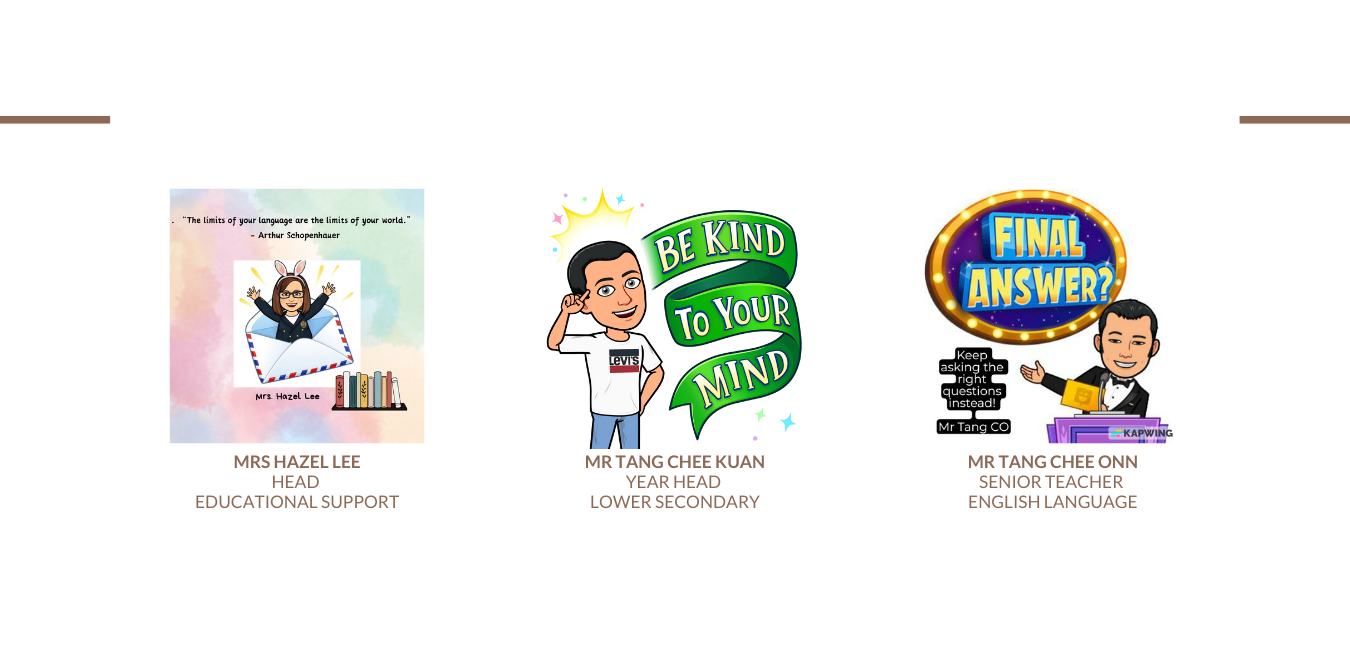 . "The limits of your language are the limits of your world."
- Arthur Schopenhauer
Mrs. Hazel Lee
MRS HAZEL LEE
HEAD
EDUCATIONAL SUPPORT
BE KIND
TO YOUR
MIND
Levi's
MR TANG CHEE KUAN
YEAR HEAD
LOWER SECONDARY
FINAL
ANSWER?
Keep
asking the
right
questions
instead!
Mr Tang CO
KAPWING
MR TANG CHEE ONN
SENIOR TEACHER
ENGLISH LANGUAGE